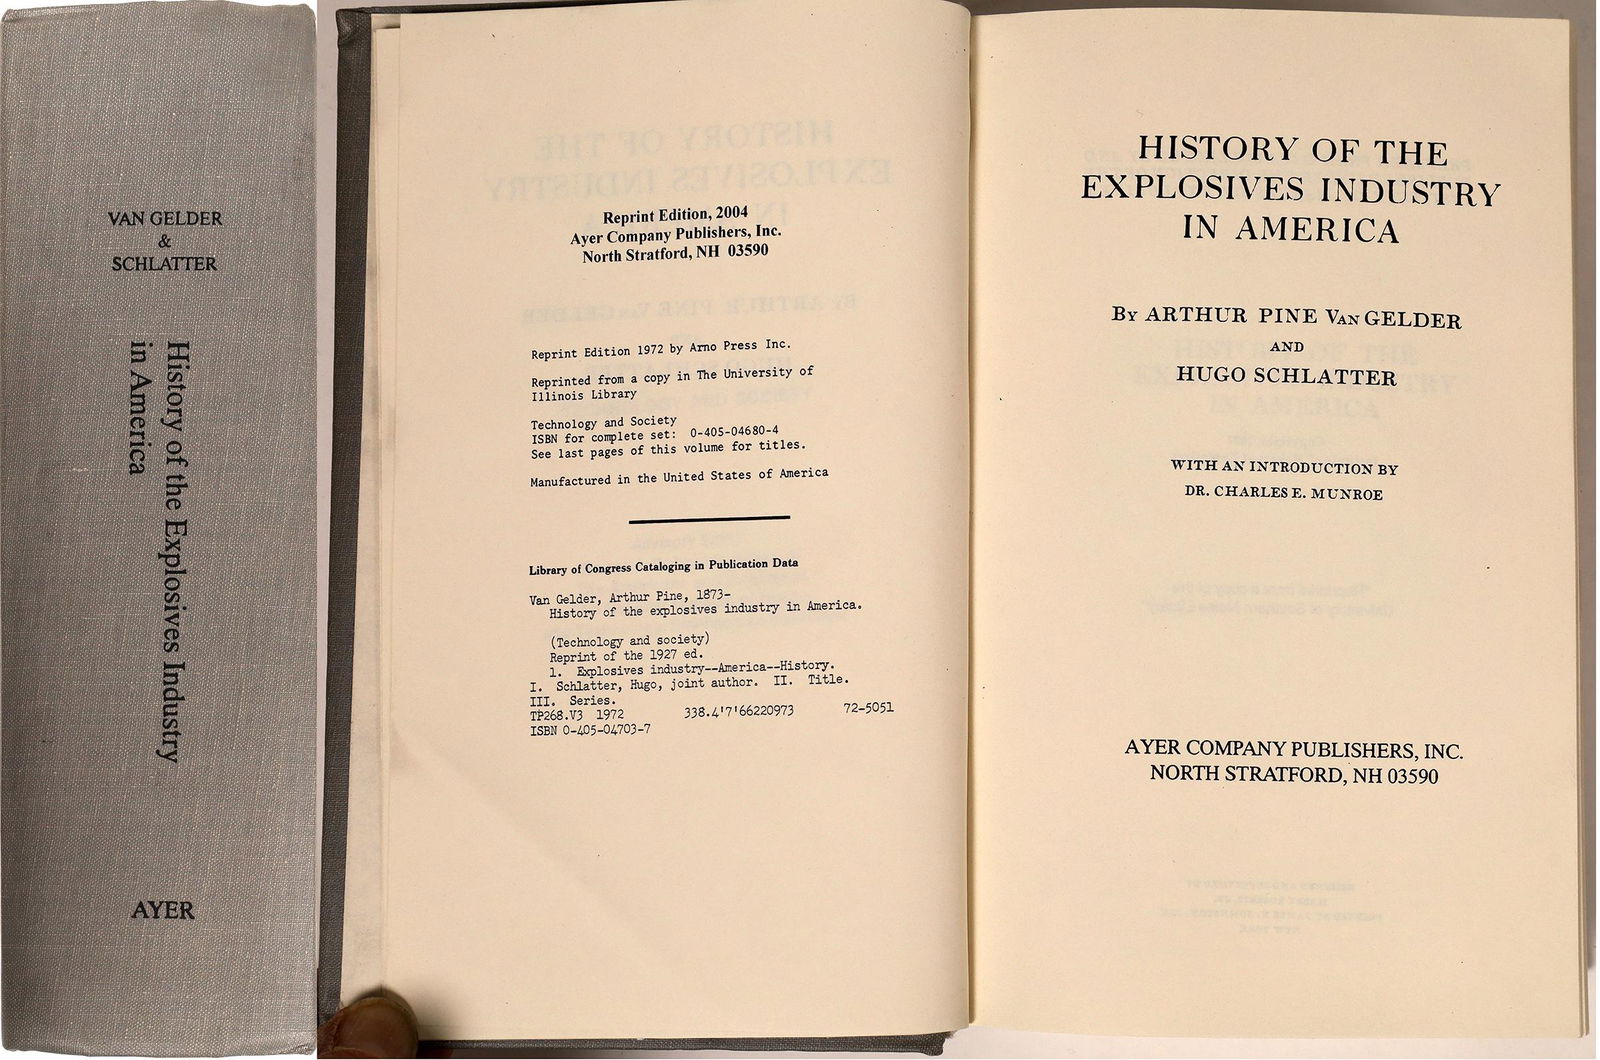 VAN GELDER
&
SCHLATTER
History of the Explosives Industry
in America
AYER
Reprint Edition, 2004
Ayer Company Publishers, Inc.
North Stratford, NH 03590
Reprint Edition 1972 by Arno Press Inc.
Reprinted from a copy in The University of
Illinois Library
Technology and Society
ISBN for complete set: 0-405-04680-4
See last pages of this volume for titles.
Manufactured in the United States of America
Library of Congress Cataloging in Publication Data
Van Gelder, Arthur Pine, 1873-
History of the explosives industry in America.
(Technology and society)
Reprint of the 1927 ed.
1. Explosives industry--America--History.
I. Schlatter, Hugo, joint author. II. Title.
III. Series.
TP268.V3 1972 338.4'7'66220973 72-5051
ISBN 0-405-04703-7
HISTORY OF THE
EXPLOSIVES INDUSTRY
IN AMERICA
By ARTHUR PINE VAN GELDER
AND
HUGO SCHLATTER
WITH AN INTRODUCTION BY
DR. CHARLES E. MUNROE
AYER COMPANY PUBLISHERS, INC.
NORTH STRATFORD, NH 03590